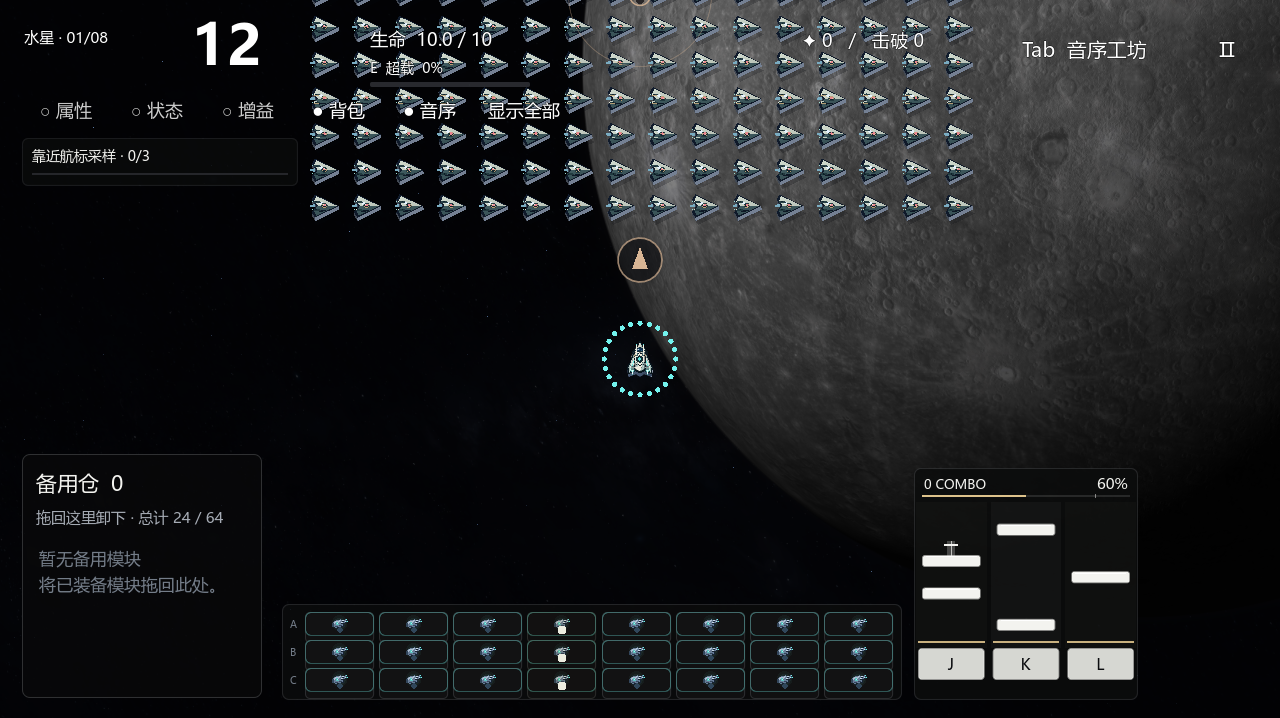 水星 · 01/08
12
生命 10.0 / 10
E 超载 0%
✦ 0 / 击破 0
Tab 音序工坊
II
○ 属性 ○ 状态 ○ 增益 ● 背包 ● 音序 显示全部
靠近航标采样 · 0/3
备用仓 0
拖回这里卸下 · 总计 24 / 64
暂无备用模块
将已装备模块拖回此处。
A
B
C
0 COMBO 60%
J K L